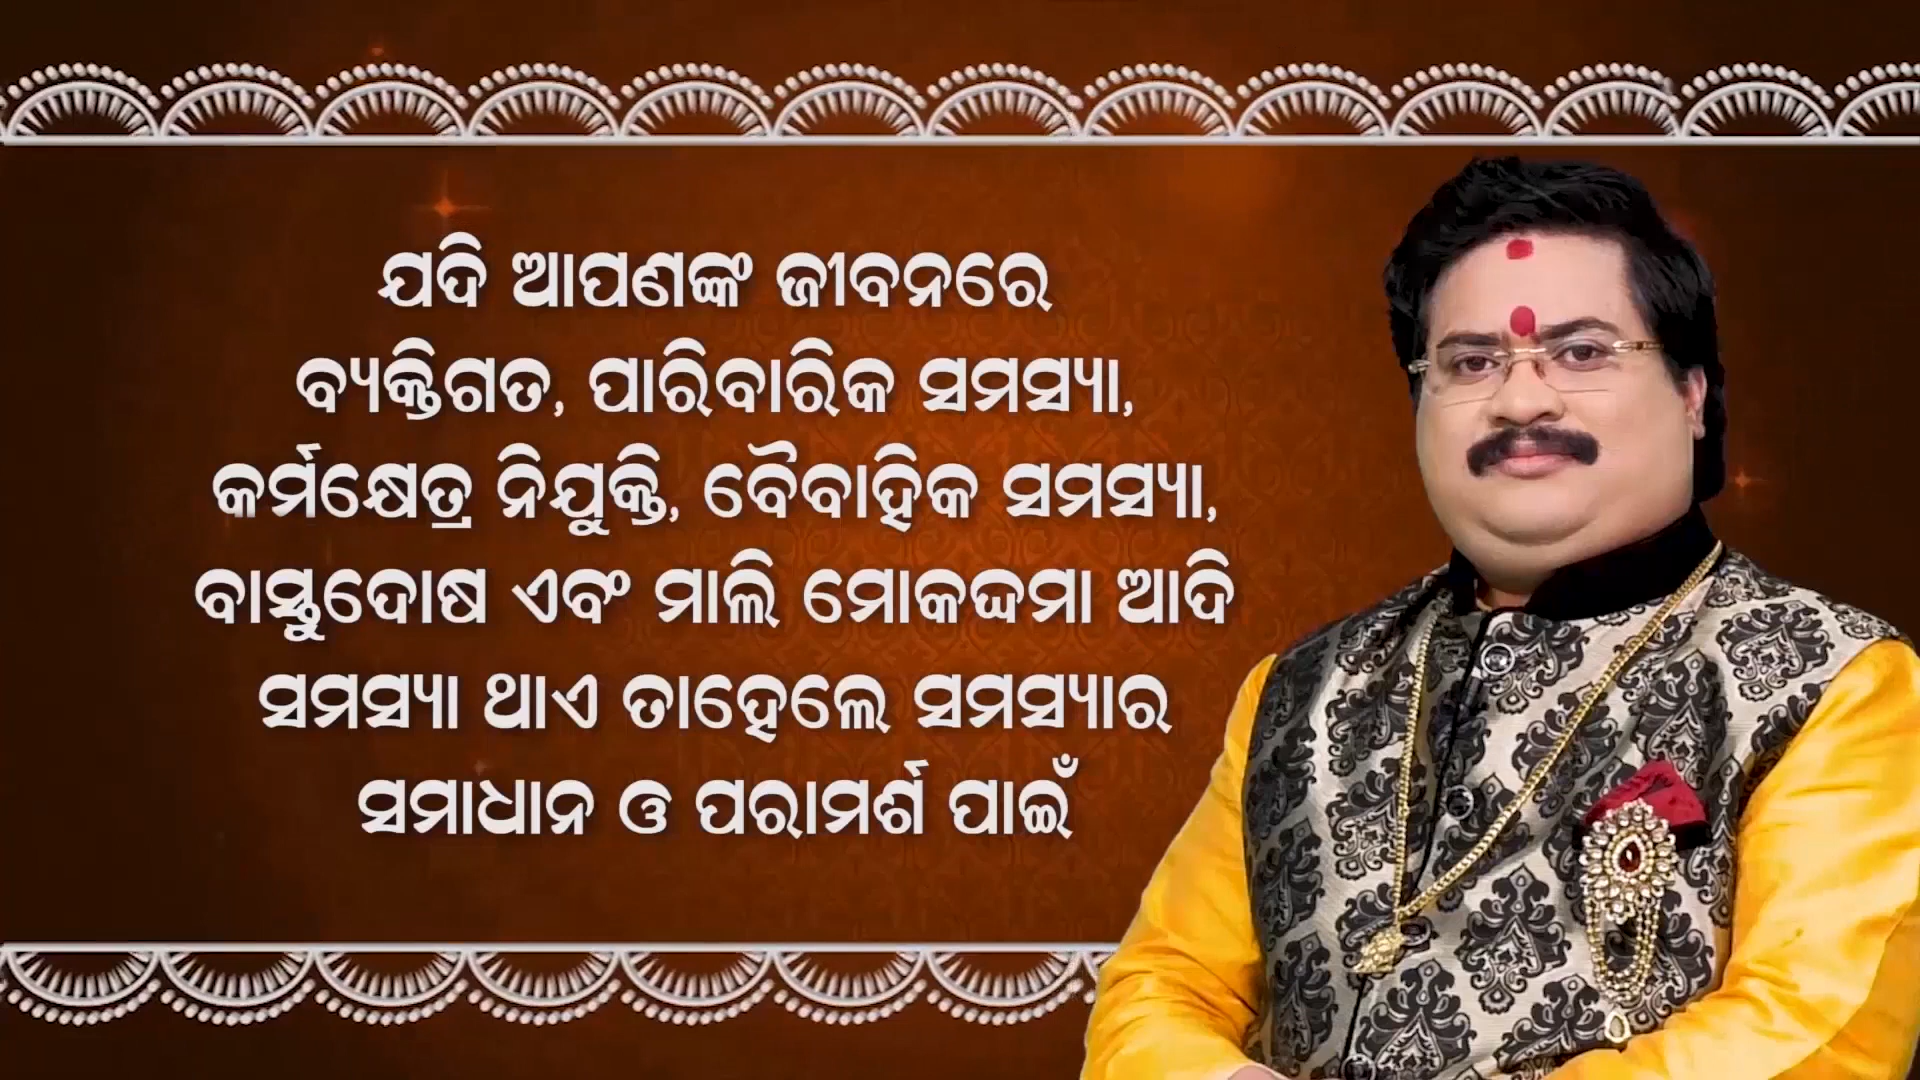 ଯଦି ଆପଣଙ୍କ ଜୀବନରେ
ବ୍ୟକ୍ତିଗତ, ପାରିବାରିକ ସମସ୍ୟା,
କର୍ମକ୍ଷେତ୍ର ନିଯୁକ୍ତି, ବୈବାହିକ ସମସ୍ୟା,
ବାସ୍ତୁଦୋଷ ଏବଂ ମାଲି ମୋକଦ୍ଦମା ଆଦି
ସମସ୍ୟା ଥାଏ ତାହେଲେ ସମସ୍ୟାର
ସମାଧାନ ଓ ପରାମର୍ଶ ପାଇଁ